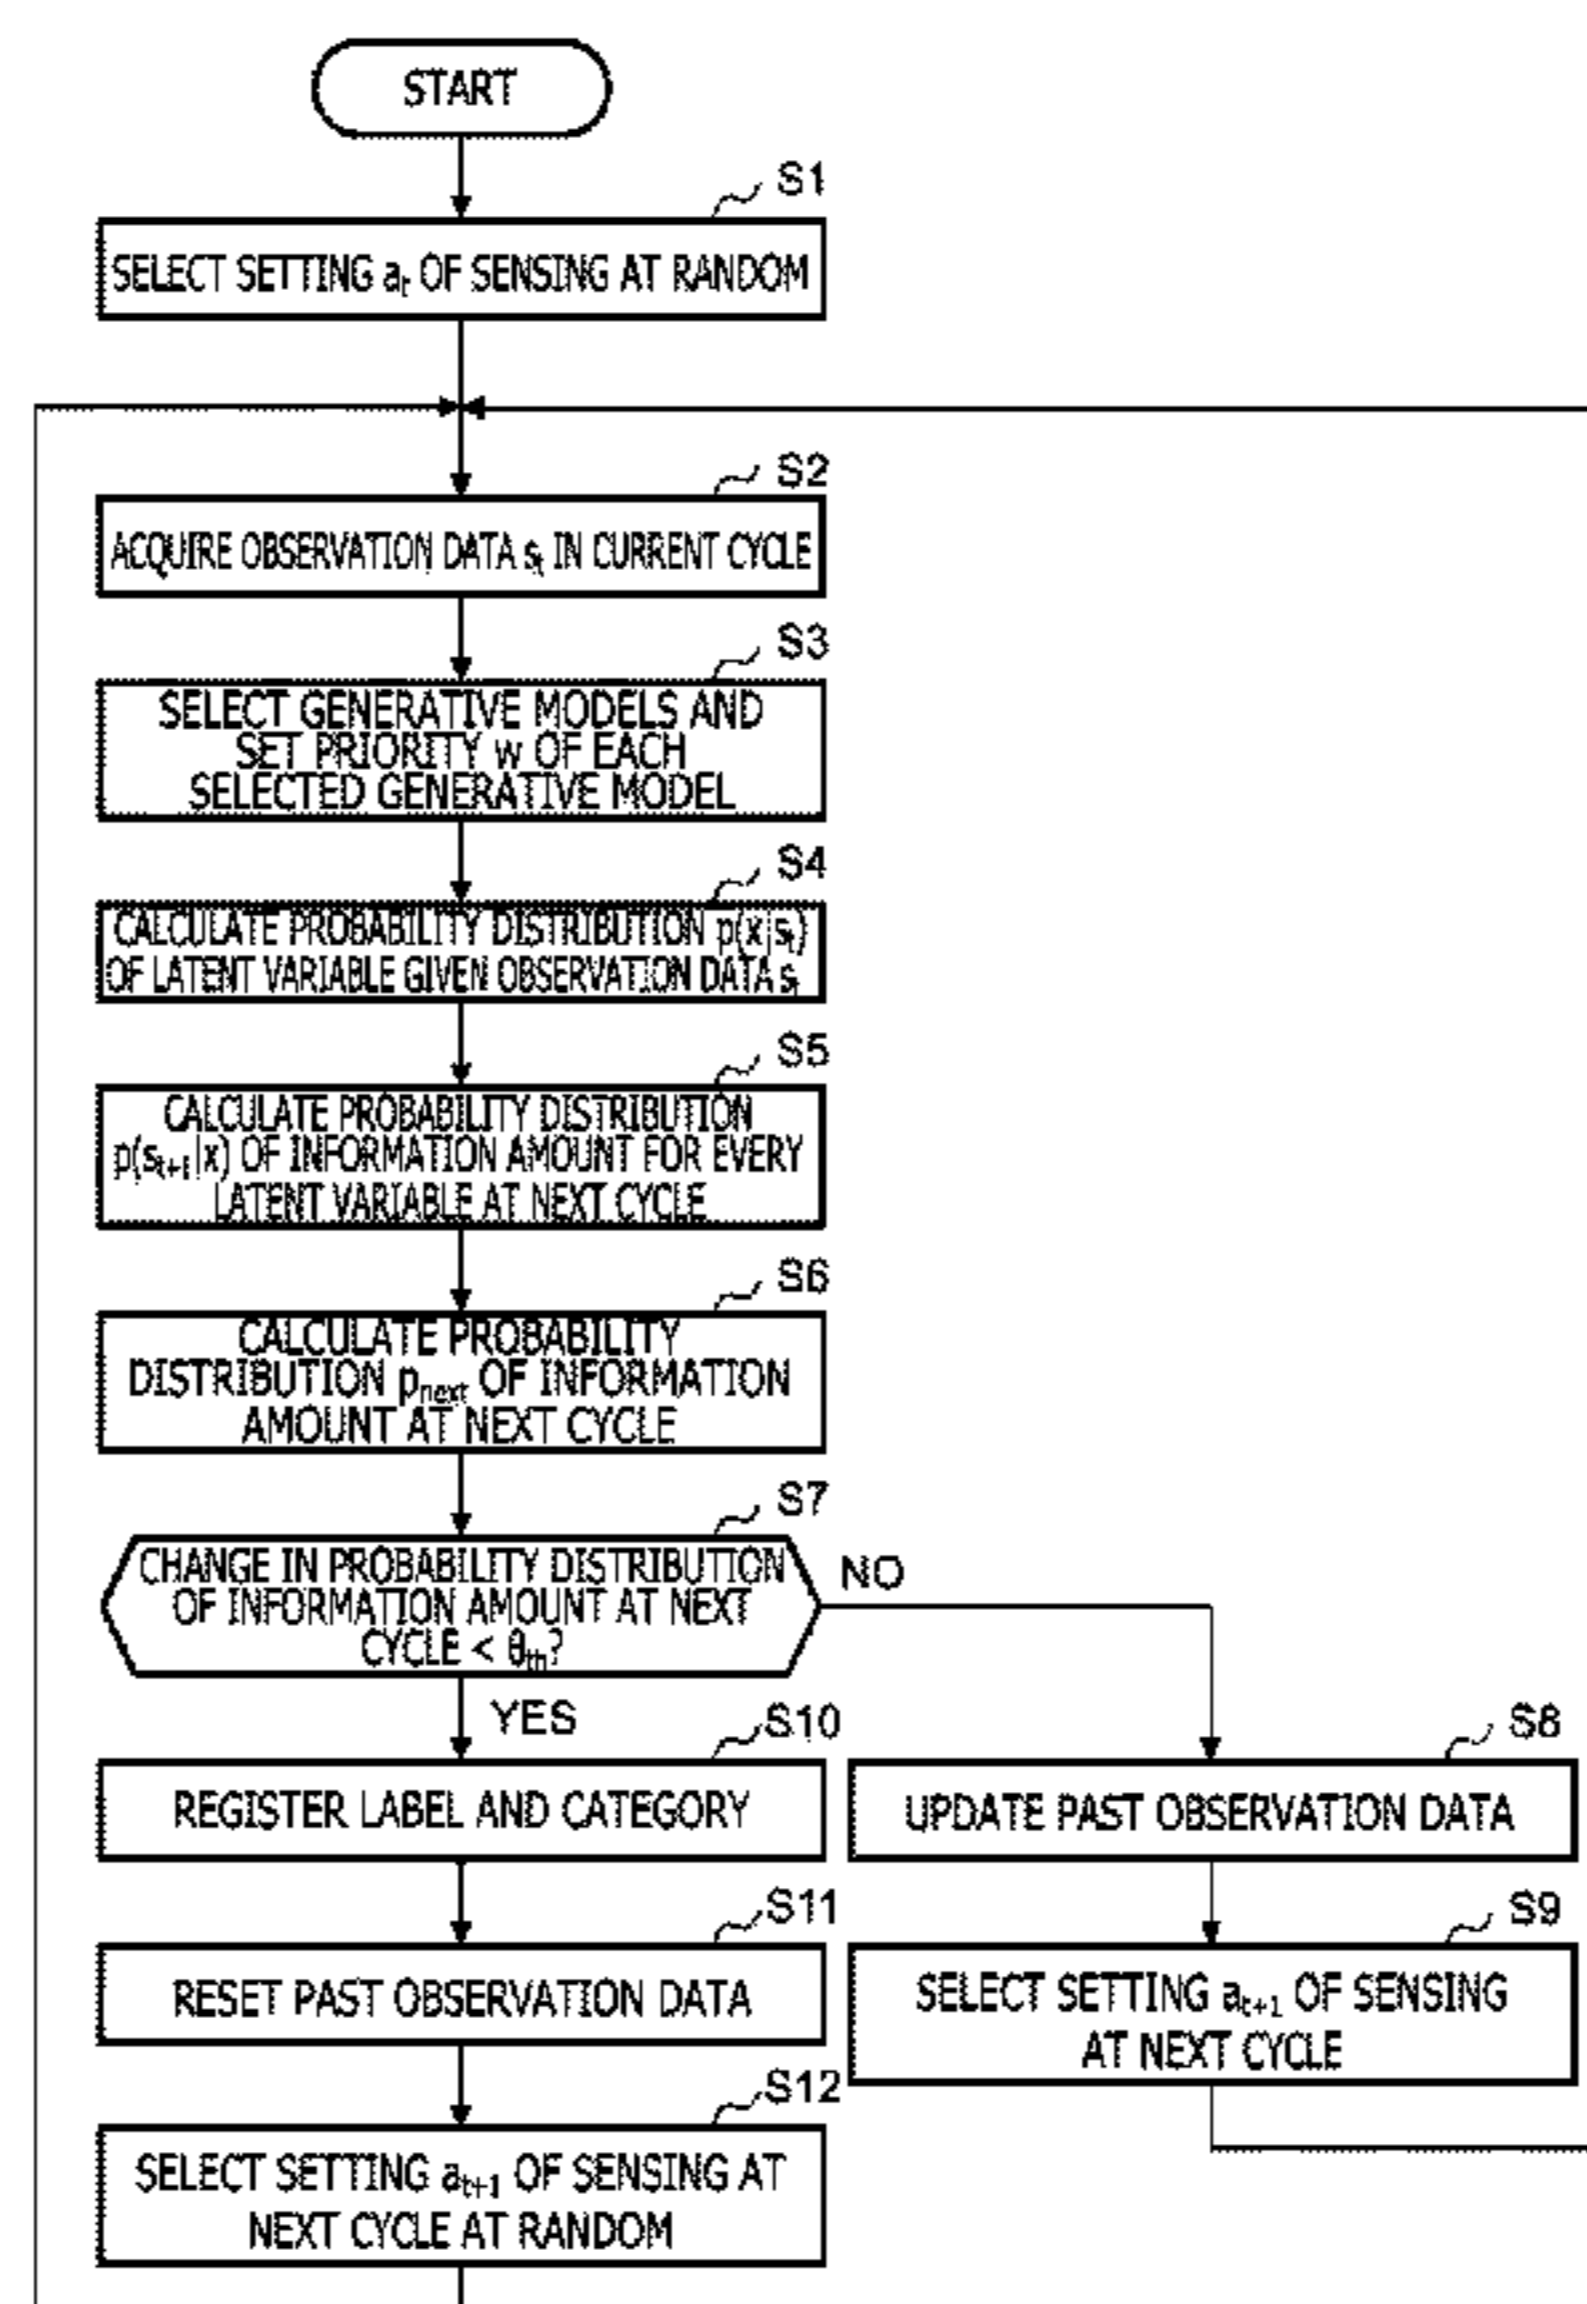 START
S1
SELECT SETTING aₜ OF SENSING AT RANDOM
S2
ACQUIRE OBSERVATION DATA sₜ IN CURRENT CYCLE
S3
SELECT GENERATIVE MODELS AND
SET PRIORITY w OF EACH
SELECTED GENERATIVE MODEL
S4
CALCULATE PROBABILITY DISTRIBUTION p(x|sₜ)
OF LATENT VARIABLE GIVEN OBSERVATION DATA sₜ
S5
CALCULATE PROBABILITY DISTRIBUTION
p(sₜ₊₁|x) OF INFORMATION AMOUNT FOR EVERY
LATENT VARIABLE AT NEXT CYCLE
S6
CALCULATE PROBABILITY
DISTRIBUTION pₙₑₓₜ OF INFORMATION
AMOUNT AT NEXT CYCLE
S7
CHANGE IN PROBABILITY DISTRIBUTION
OF INFORMATION AMOUNT AT NEXT
CYCLE < θₜₕ?
NO
YES
S10
REGISTER LABEL AND CATEGORY
S8
UPDATE PAST OBSERVATION DATA
S11
RESET PAST OBSERVATION DATA
S9
SELECT SETTING aₜ₊₁ OF SENSING
AT NEXT CYCLE
S12
SELECT SETTING aₜ₊₁ OF SENSING AT
NEXT CYCLE AT RANDOM